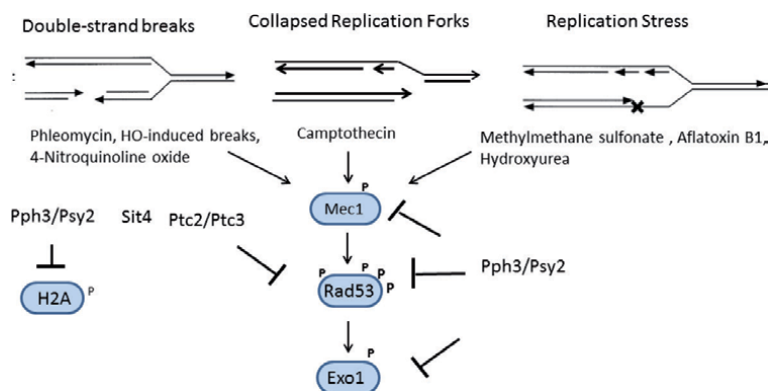 Double-strand breaks
Collapsed Replication Forks
Replication Stress
:
Phleomycin, HO-induced breaks,
4-Nitroquinoline oxide
Camptothecin
Methylmethane sulfonate , Aflatoxin B1,
Hydroxyurea
P
Mec1
Pph3/Psy2
Sit4
Ptc2/Ptc3
P
P
P
P
Rad53
Pph3/Psy2
H2A
P
P
Exo1